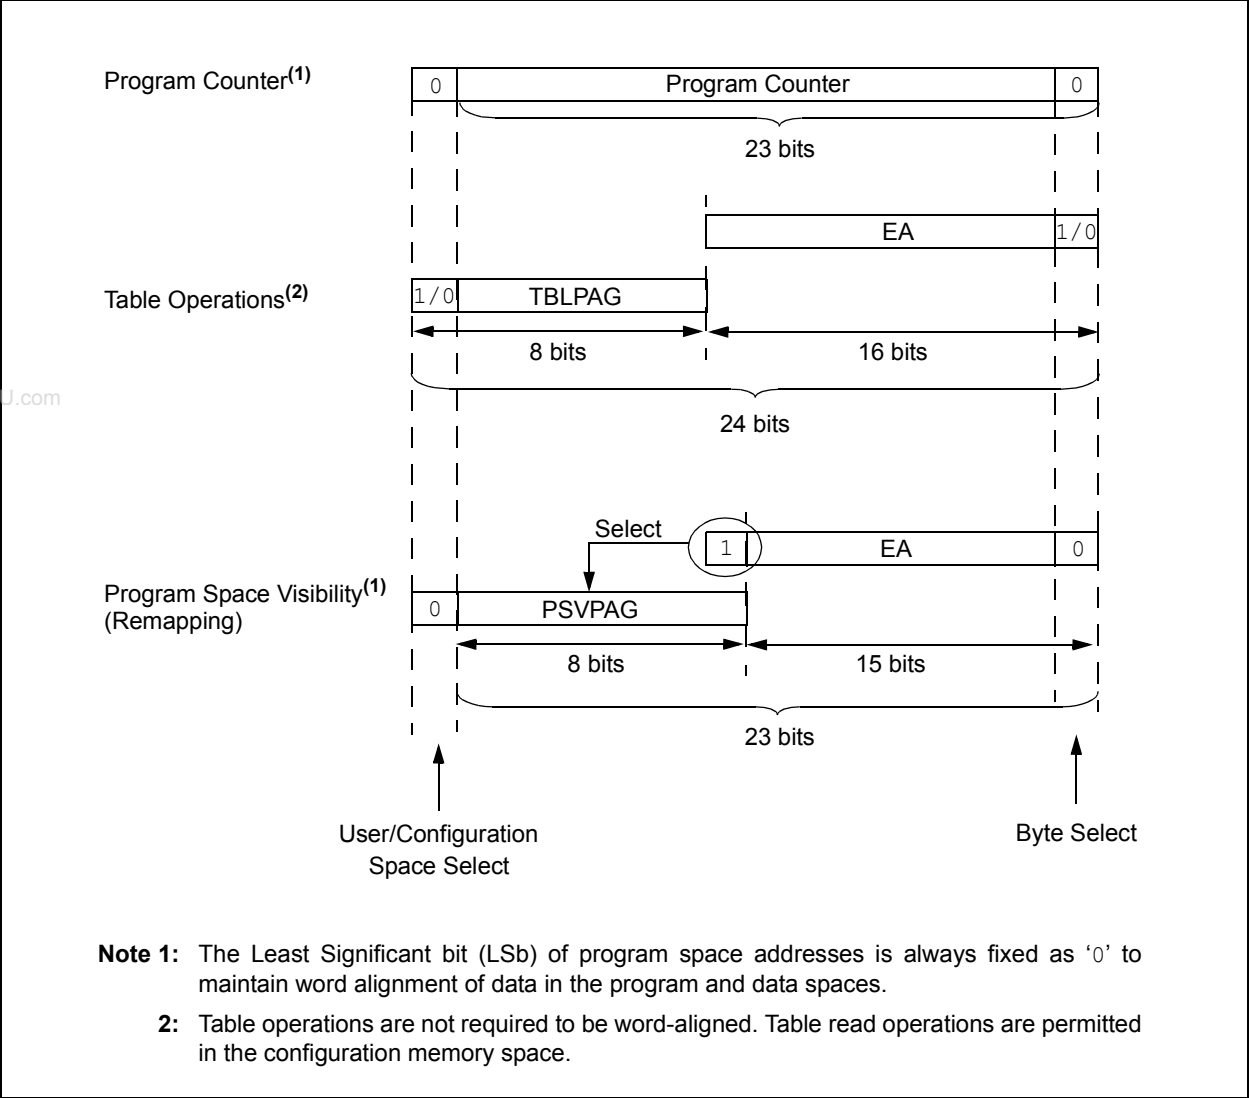 Program Counter(1)
0
Program Counter
0
23 bits
EA
1/0
Table Operations(2)
1/0
TBLPAG
8 bits
16 bits
U.com
24 bits
Select
1
EA
0
Program Space Visibility(1)
(Remapping)
0
PSVPAG
8 bits
15 bits
23 bits
User/Configuration
Space Select
Byte Select
Note 1: The Least Significant bit (LSb) of program space addresses is always fixed as ‘0’ to
maintain word alignment of data in the program and data spaces.
2: Table operations are not required to be word-aligned. Table read operations are permitted
in the configuration memory space.